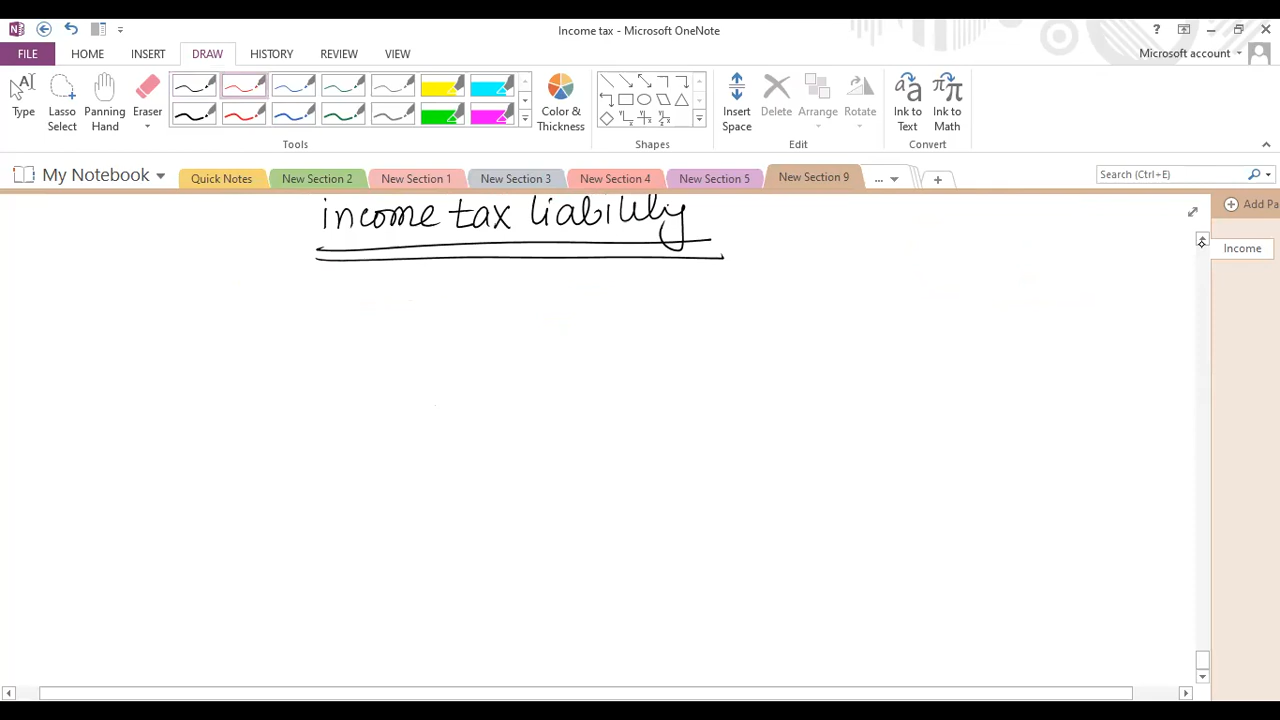 Income tax - Microsoft OneNote
?
FILE HOME INSERT DRAW HISTORY REVIEW VIEW
Microsoft account
Type
Lasso Select
Panning Hand
Eraser
Color & Thickness
Insert Space
Delete
Arrange
Rotate
Ink to Text
Ink to Math
Tools
Shapes
Edit
Convert
My Notebook
Quick Notes
New Section 2
New Section 1
New Section 3
New Section 4
New Section 5
New Section 9
...
Search (Ctrl+E)
Add Pa
Income
income tax liability